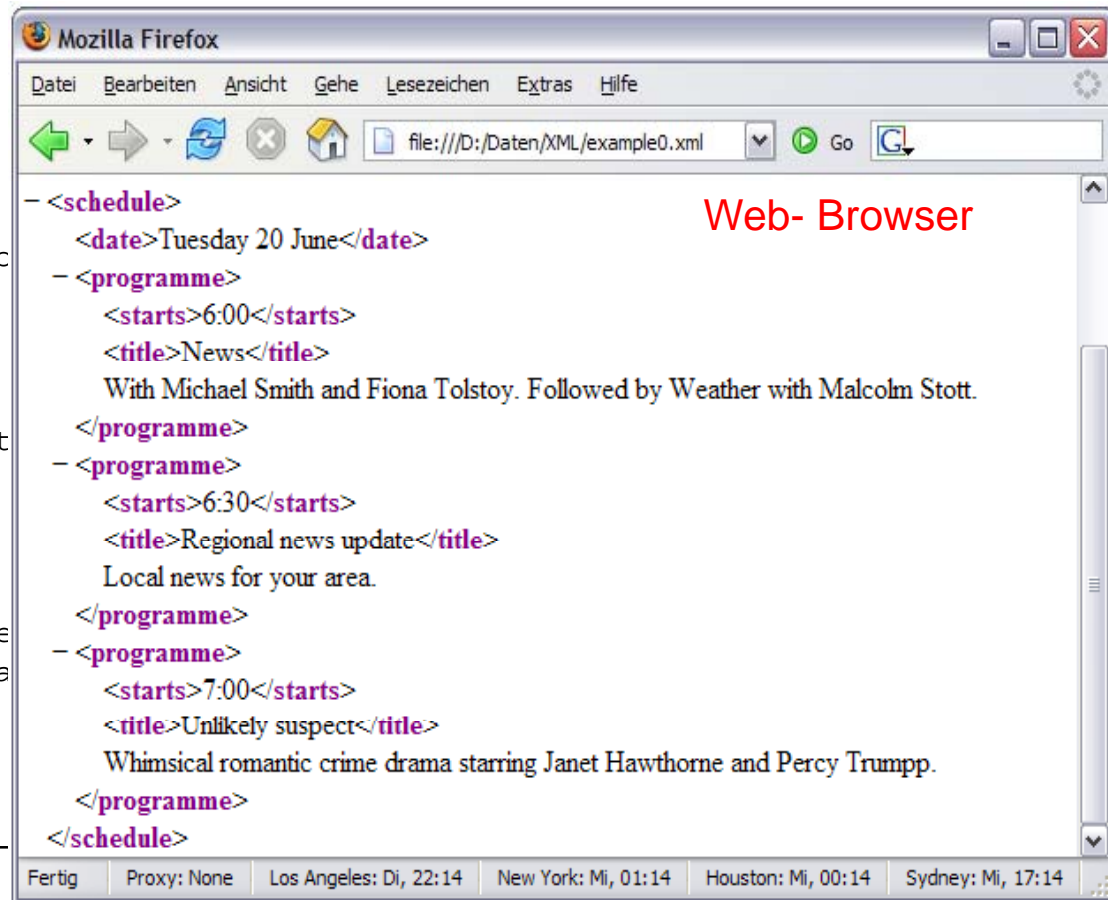 Mozilla Firefox
Datei Bearbeiten Ansicht Gehe Lesezeichen Extras Hilfe
file:///D:/Daten/XML/example0.xml Go G
Web- Browser
− <schedule>
<date>Tuesday 20 June</date>
− <programme>
<starts>6:00</starts>
<title>News</title>
With Michael Smith and Fiona Tolstoy. Followed by Weather with Malcolm Stott.
</programme>
− <programme>
<starts>6:30</starts>
<title>Regional news update</title>
Local news for your area.
</programme>
− <programme>
<starts>7:00</starts>
<title>Unlikely suspect</title>
Whimsical romantic crime drama starring Janet Hawthorne and Percy Trumpp.
</programme>
</schedule>
Fertig Proxy: None Los Angeles: Di, 22:14 New York: Mi, 01:14 Houston: Mi, 00:14 Sydney: Mi, 17:14